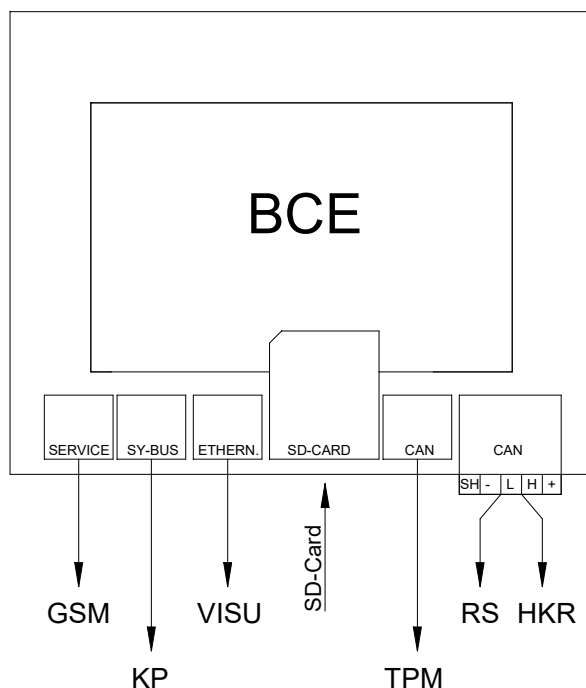 BCE
SERVICE
SY-BUS
ETHERN.
SD-CARD
CAN
CAN
SH - L H +
SD-Card
GSM
VISU
RS
HKR
KP
TPM